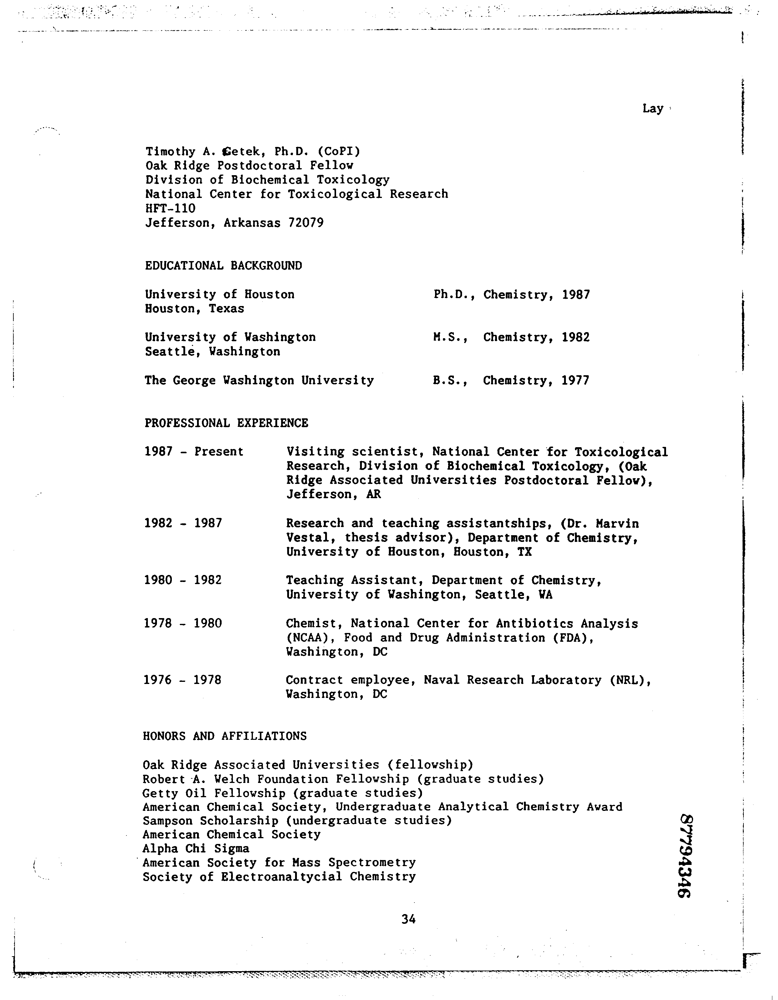 Lay
Timothy A. Getek, Ph.D. (CoPI)
Oak Ridge Postdoctoral Fellow
Division of Biochemical Toxicology
National Center for Toxicological Research
HFT-110
Jefferson, Arkansas 72079
EDUCATIONAL BACKGROUND
University of Houston Ph.D., Chemistry, 1987
Houston, Texas
University of Washington M.S., Chemistry, 1982
Seattle, Washington
The George Washington University B.S., Chemistry, 1977
PROFESSIONAL EXPERIENCE
1987 - Present Visiting scientist, National Center for Toxicological
Research, Division of Biochemical Toxicology, (Oak
Ridge Associated Universities Postdoctoral Fellow),
Jefferson, AR
1982 - 1987 Research and teaching assistantships, (Dr. Marvin
Vestal, thesis advisor), Department of Chemistry,
University of Houston, Houston, TX
1980 - 1982 Teaching Assistant, Department of Chemistry,
University of Washington, Seattle, WA
1978 - 1980 Chemist, National Center for Antibiotics Analysis
(NCAA), Food and Drug Administration (FDA),
Washington, DC
1976 - 1978 Contract employee, Naval Research Laboratory (NRL),
Washington, DC
HONORS AND AFFILIATIONS
Oak Ridge Associated Universities (fellowship)
Robert A. Welch Foundation Fellowship (graduate studies)
Getty Oil Fellowship (graduate studies)
American Chemical Society, Undergraduate Analytical Chemistry Award
Sampson Scholarship (undergraduate studies)
American Chemical Society
Alpha Chi Sigma
American Society for Mass Spectrometry
Society of Electroanaltycial Chemistry
87794346
34